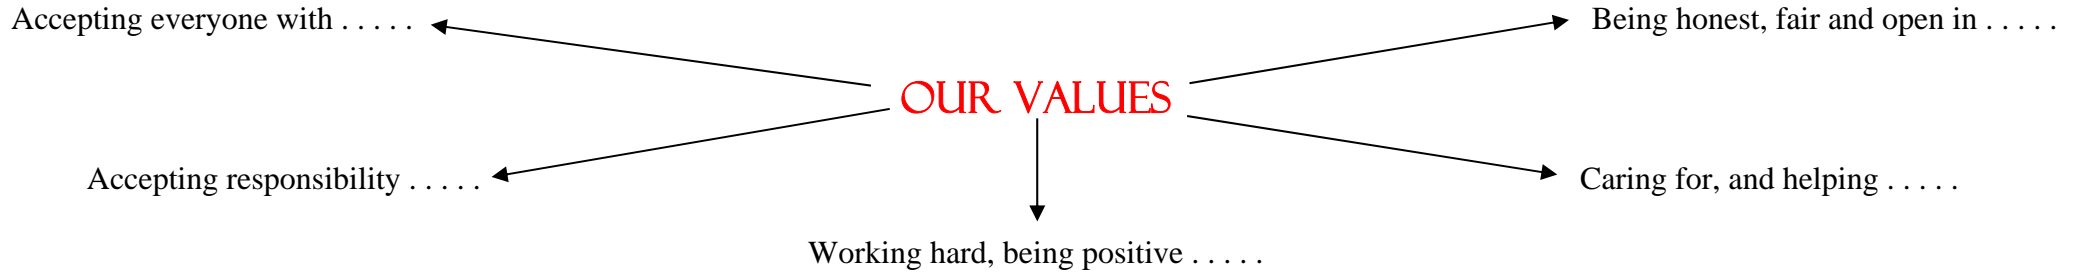 Accepting everyone with . . . . .
Being honest, fair and open in . . . . .
OUR VALUES
Accepting responsibility . . . . .
Caring for, and helping . . . . .
Working hard, being positive . . . . .